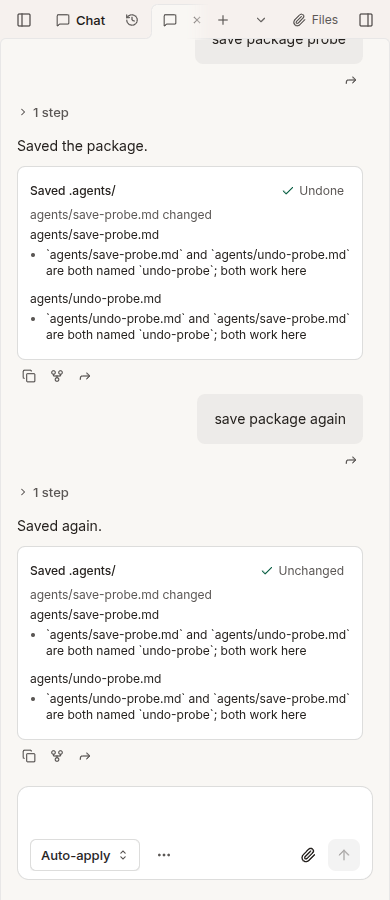 Chat
Files
save package probe
1 step
Saved the package.
Saved .agents/
Undone
agents/save-probe.md changed
agents/save-probe.md
• `agents/save-probe.md` and `agents/undo-probe.md`
are both named `undo-probe`; both work here
agents/undo-probe.md
• `agents/undo-probe.md` and `agents/save-probe.md`
are both named `undo-probe`; both work here
save package again
1 step
Saved again.
Saved .agents/
Unchanged
agents/save-probe.md changed
agents/save-probe.md
• `agents/save-probe.md` and `agents/undo-probe.md`
are both named `undo-probe`; both work here
agents/undo-probe.md
• `agents/undo-probe.md` and `agents/save-probe.md`
are both named `undo-probe`; both work here
Auto-apply